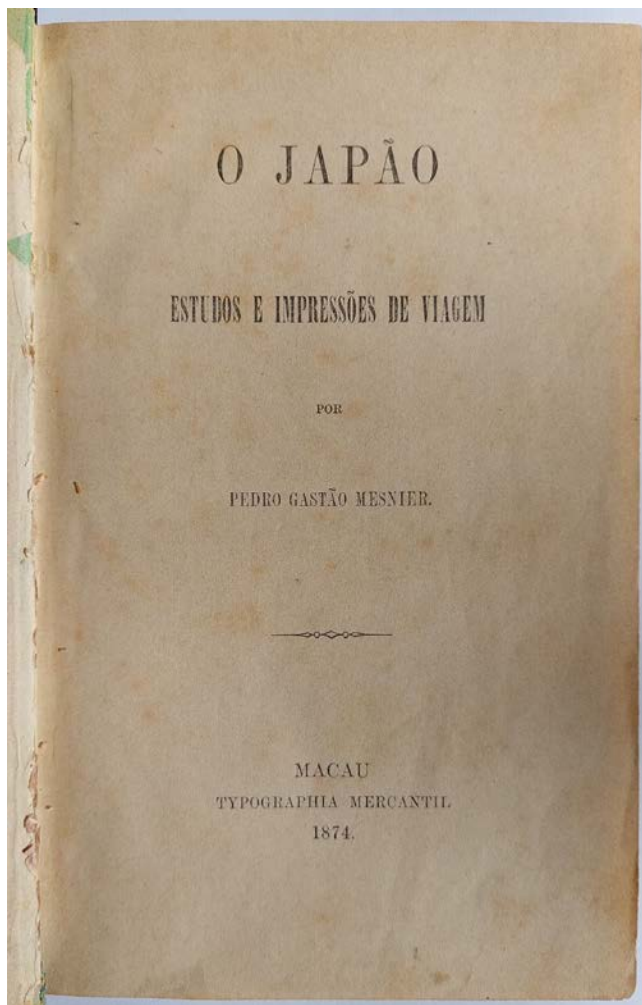 O JAPÃO
ESTUDOS E IMPRESSÕES DE VIAGEM
POR
PEDRO GASTÃO MESNIER.
MACAU
TYPOGRAPHIA MERCANTIL
1874.